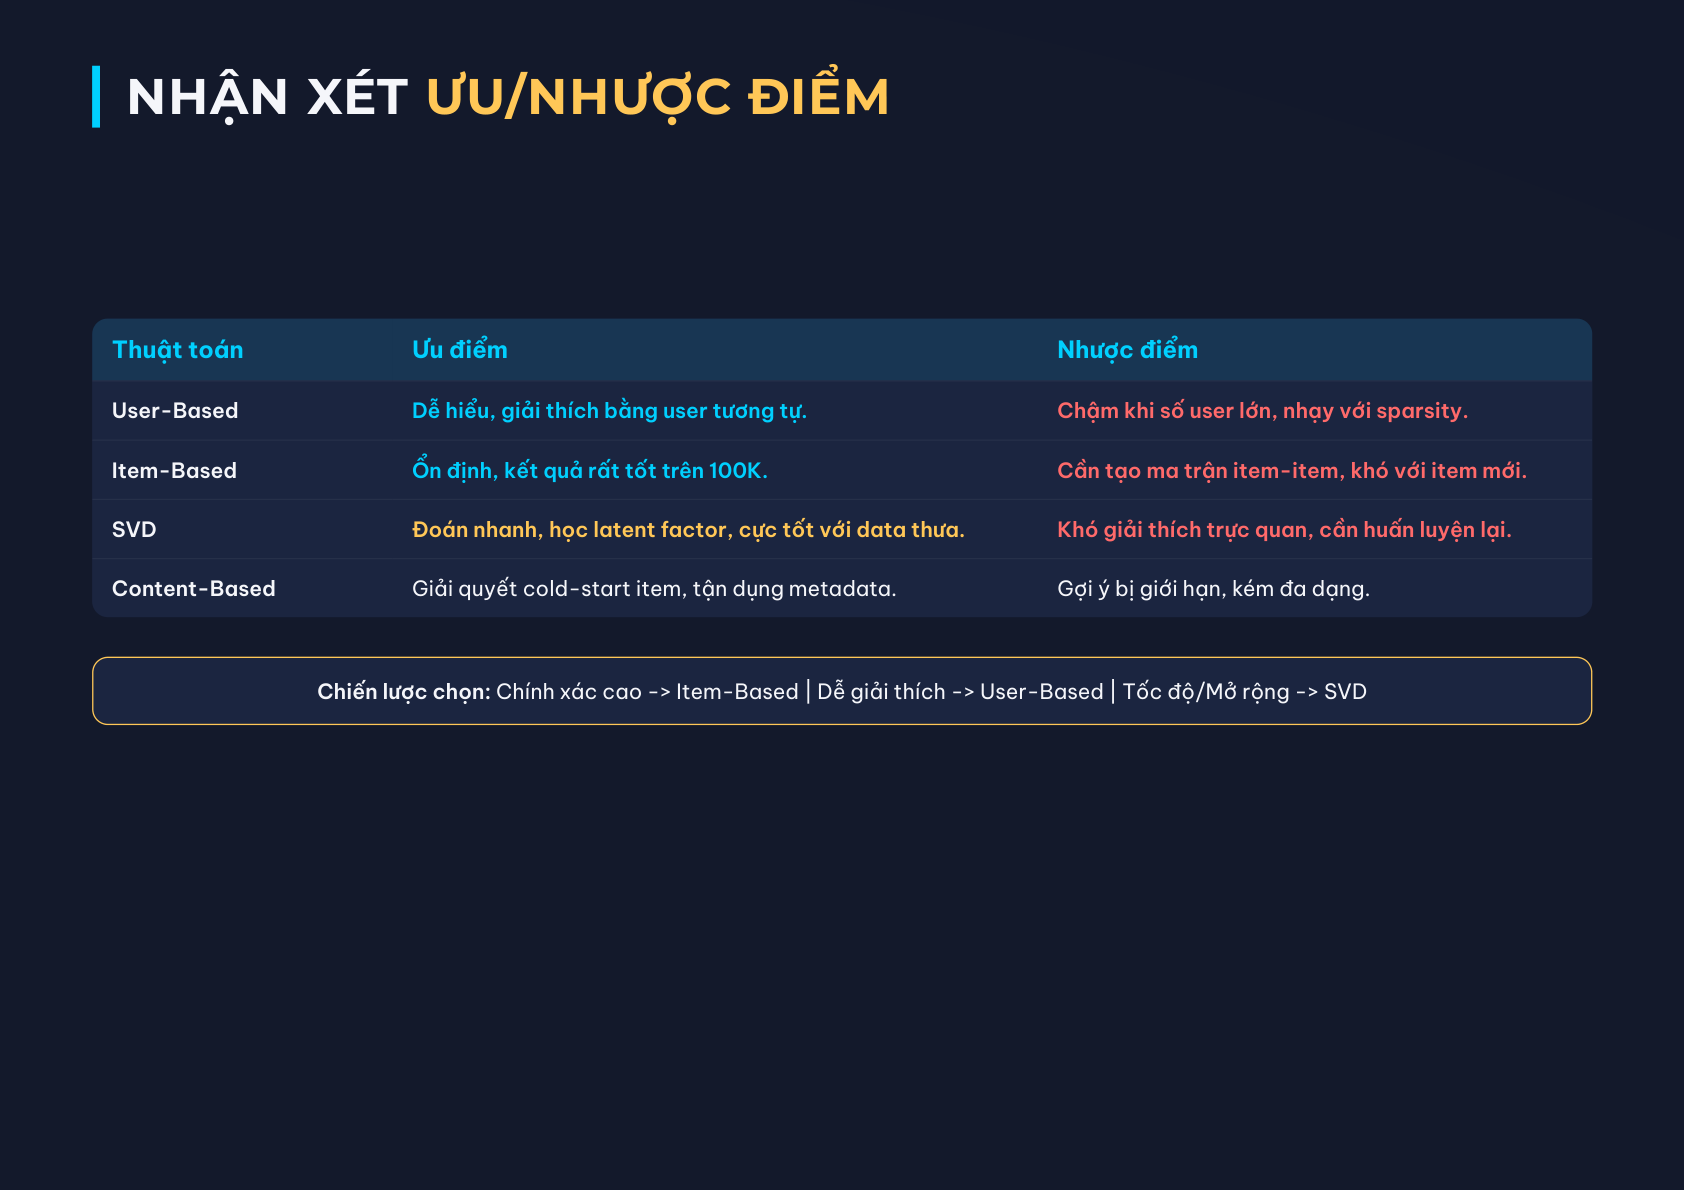 NHẬN XÉT ƯU/NHƯỢC ĐIỂM
Thuật toán Ưu điểm Nhược điểm
User-Based Dễ hiểu, giải thích bằng user tương tự. Chậm khi số user lớn, nhạy với sparsity.
Item-Based Ổn định, kết quả rất tốt trên 100K. Cần tạo ma trận item-item, khó với item mới.
SVD Đoán nhanh, học latent factor, cực tốt với data thưa. Khó giải thích trực quan, cần huấn luyện lại.
Content-Based Giải quyết cold-start item, tận dụng metadata. Gợi ý bị giới hạn, kém đa dạng.
Chiến lược chọn: Chính xác cao -> Item-Based | Dễ giải thích -> User-Based | Tốc độ/Mở rộng -> SVD